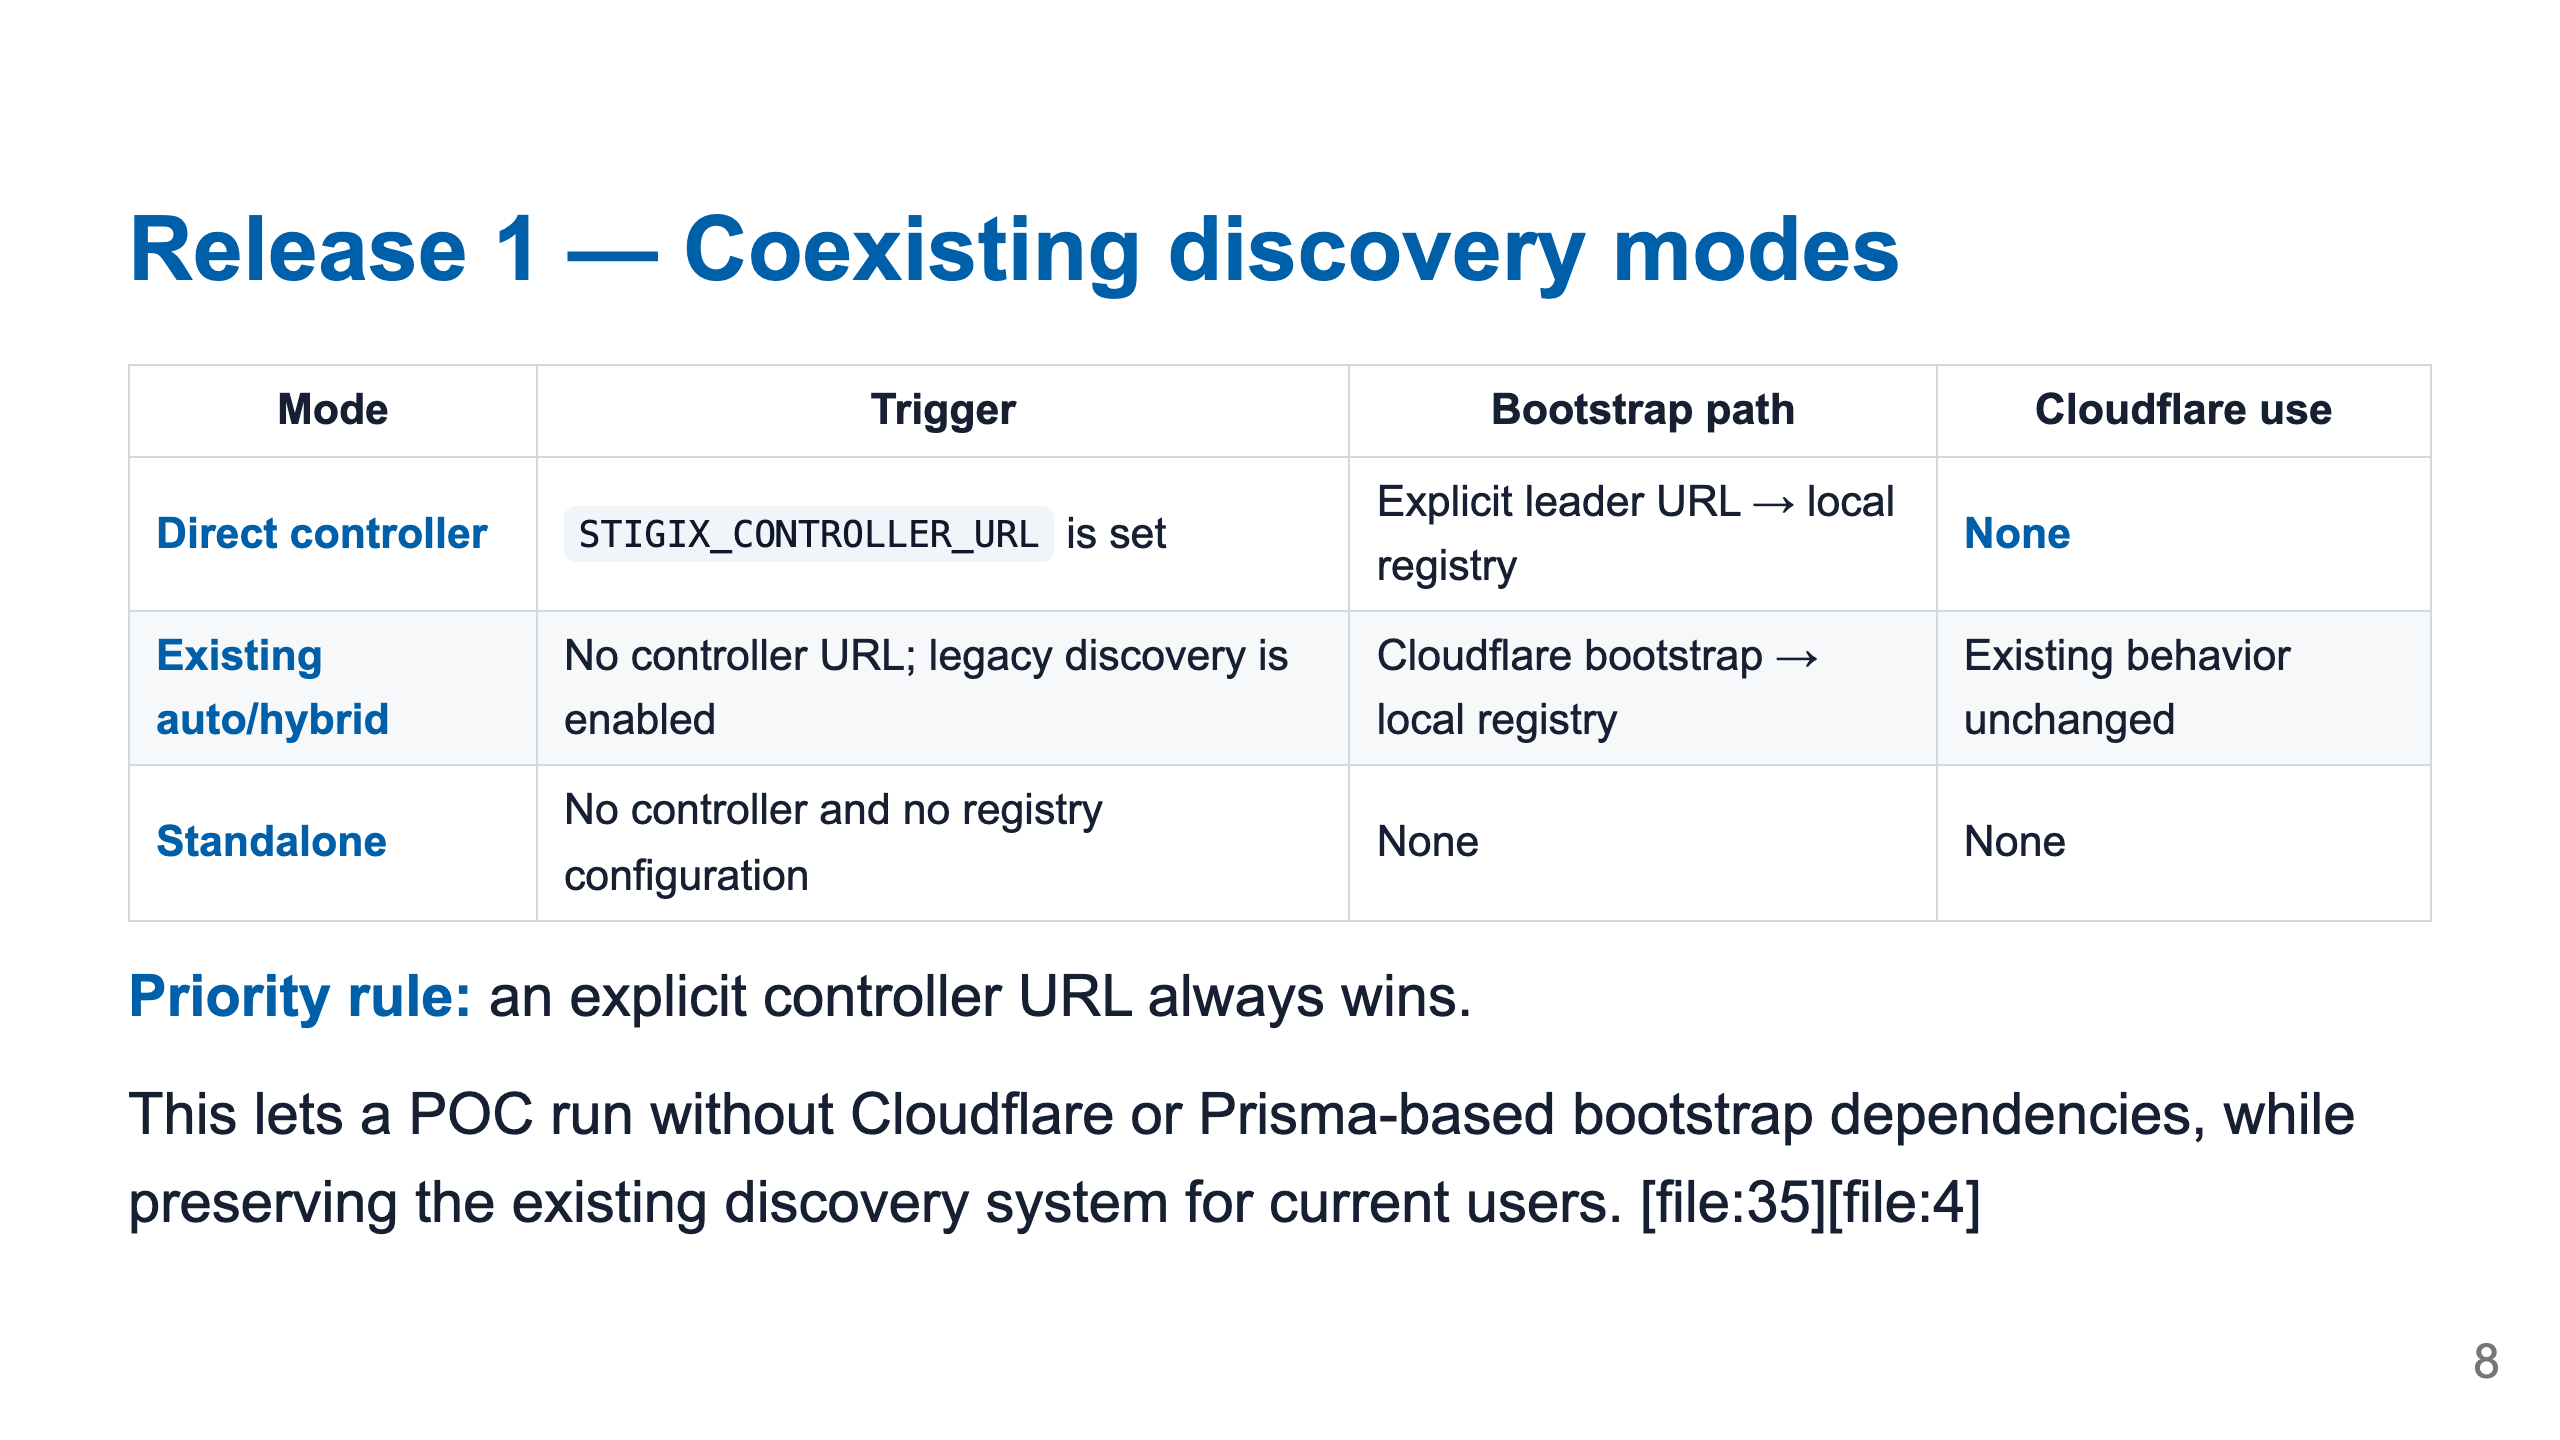 Release 1 — Coexisting discovery modes
Mode
Trigger
Bootstrap path
Cloudflare use
Direct controller
STIGIX_CONTROLLER_URL is set
Explicit leader URL → local
registry
None
Existing
auto/hybrid
No controller URL; legacy discovery is
enabled
Cloudflare bootstrap →
local registry
Existing behavior
unchanged
Standalone
No controller and no registry
configuration
None
None
Priority rule: an explicit controller URL always wins.
This lets a POC run without Cloudflare or Prisma-based bootstrap dependencies, while
preserving the existing discovery system for current users. [file:35][file:4]
8